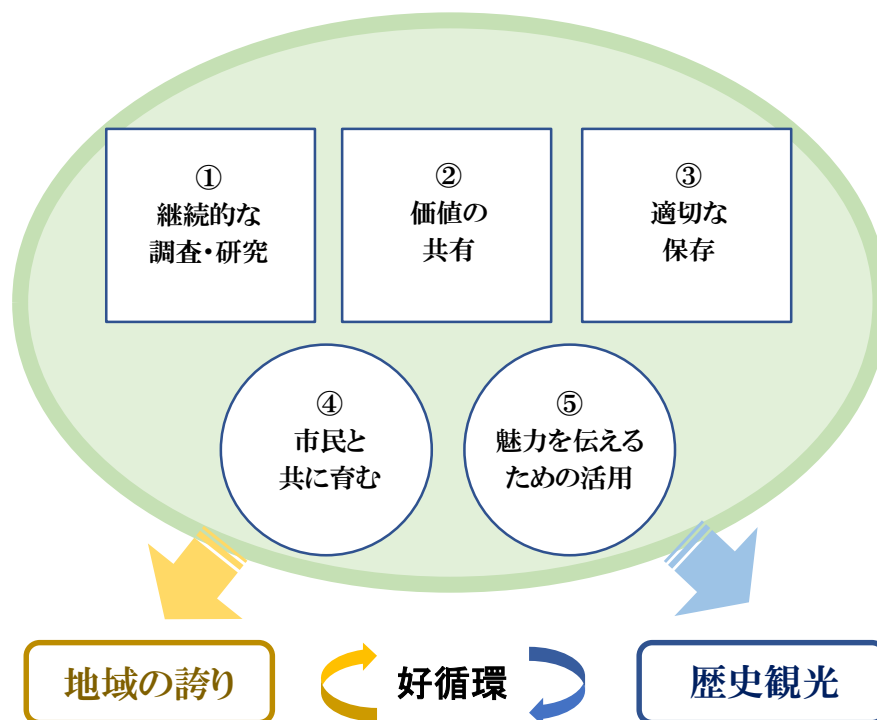 ①
継続的な
調査・研究
②
価値の
共有
③
適切な
保存
④
市民と
共に育む
⑤
魅力を伝える
ための活用
地域の誇り
好循環
歴史観光